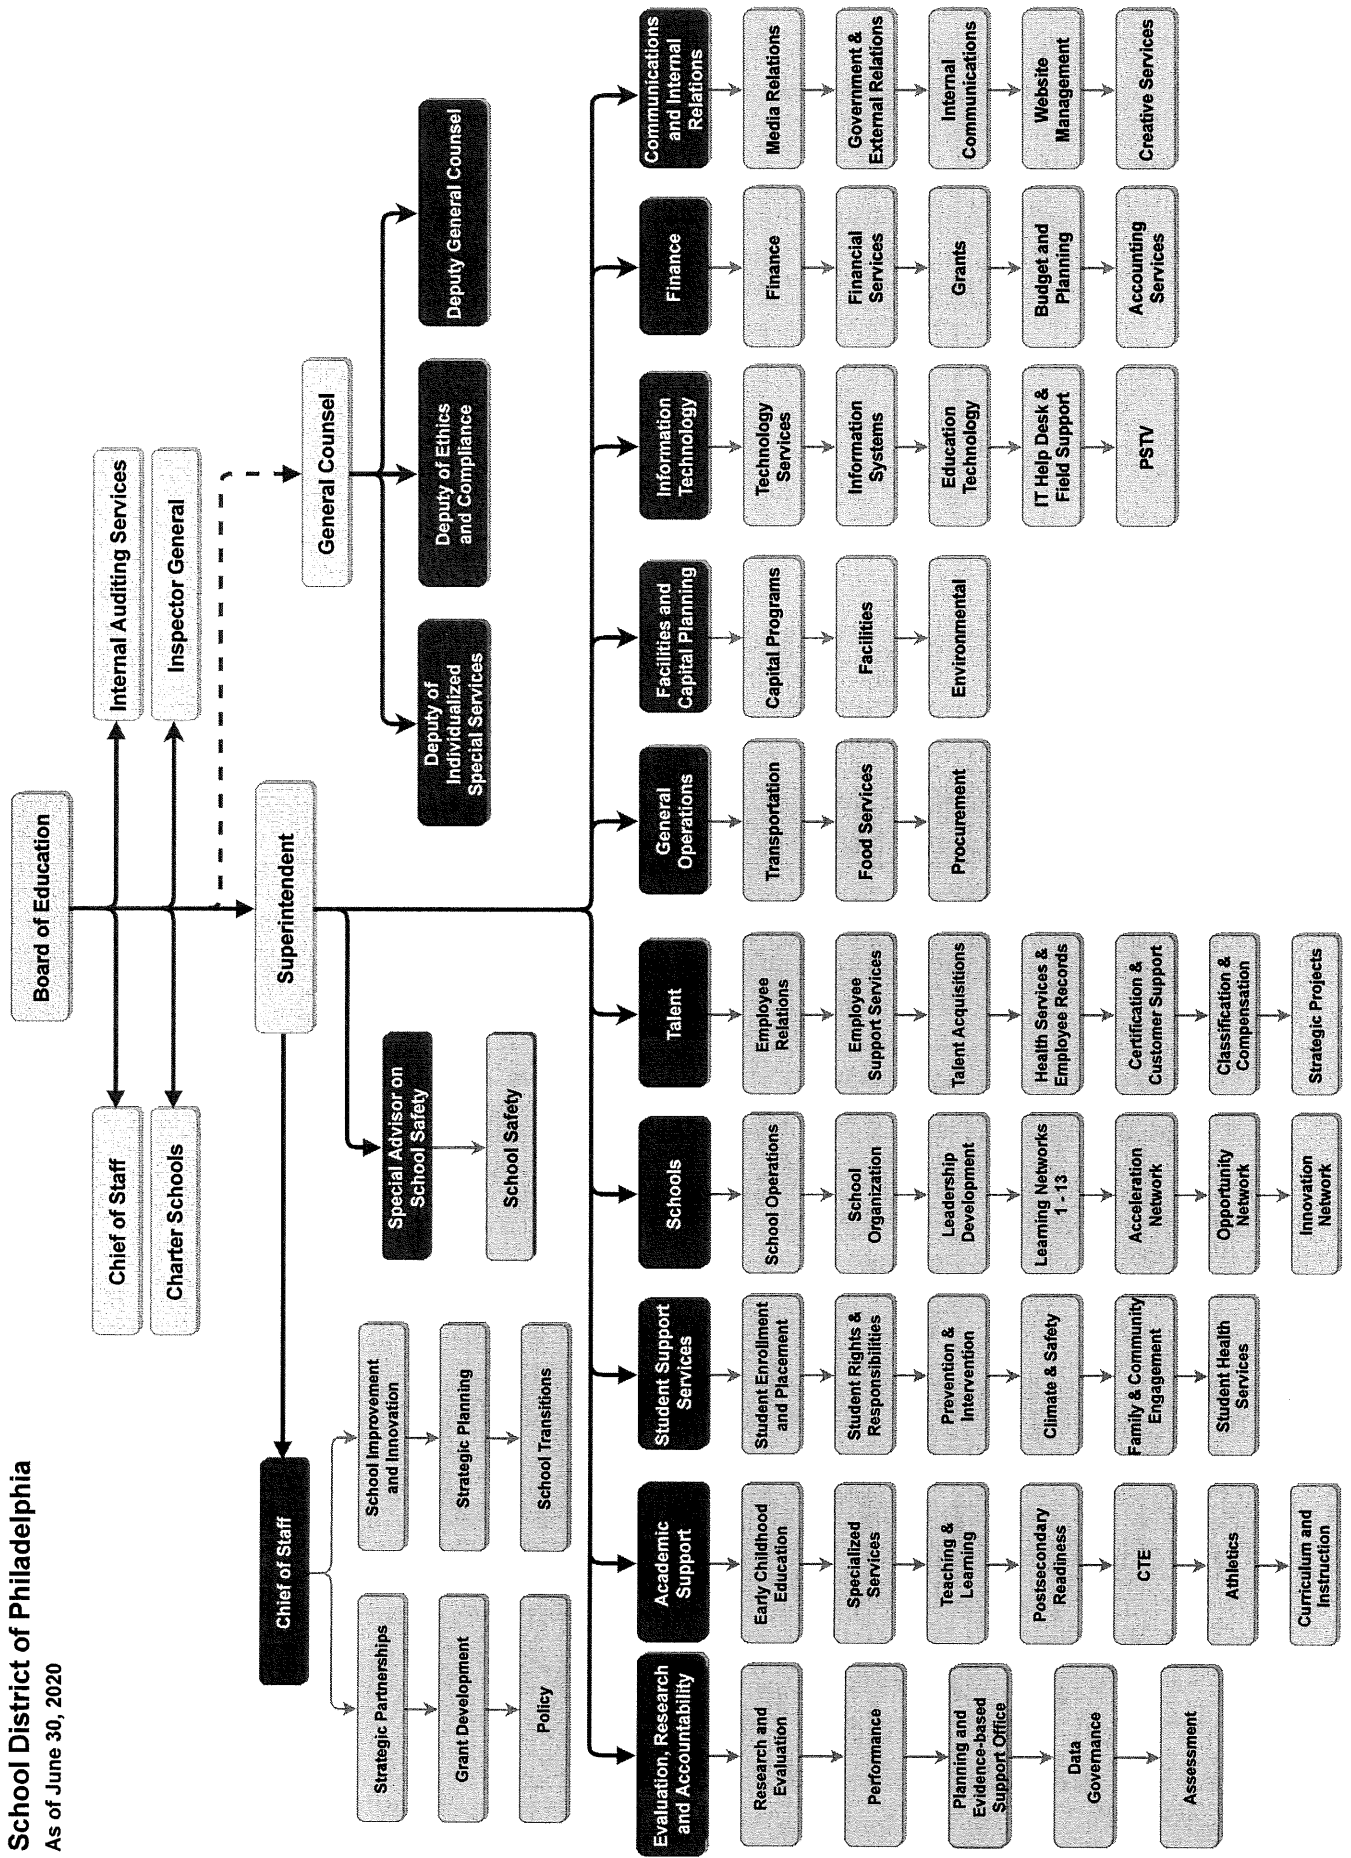 School District of Philadelphia
As of June 30, 2020
Board of Education
Chief of Staff
Internal Auditing Services
Charter Schools
Inspector General
Superintendent
Chief of Staff
General Counsel
Strategic Partnerships
Grant Development
Policy
School Improvement
and Innovation
Strategic Planning
School Transitions
Special Advisor on
School Safety
School Safety
Deputy of
Individualized
Special Services
Deputy of Ethics
and Compliance
Deputy General Counsel
Evaluation, Research
and Accountability
Research and
Evaluation
Performance
Planning and
Evidence-based
Support Office
Data
Governance
Assessment
Academic
Support
Early Childhood
Education
Specialized
Services
Teaching &
Learning
Postsecondary
Readiness
CTE
Athletics
Curriculum and
Instruction
Student Support
Services
Student Enrollment
and Placement
Student Rights &
Responsibilities
Prevention &
Intervention
Climate & Safety
Family & Community
Engagement
Student Health
Services
Schools
School Operations
School
Organization
Leadership
Development
Learning Networks
1 - 13
Acceleration
Network
Opportunity
Network
Innovation
Network
Talent
Employee
Relations
Employee
Support Services
Talent Acquisitions
Health Services &
Employee Records
Certification &
Customer Support
Classification &
Compensation
Strategic Projects
General
Operations
Transportation
Food Services
Procurement
Facilities and
Capital Planning
Capital Programs
Facilities
Environmental
Information
Technology
Technology
Services
Information
Systems
Education
Technology
IT Help Desk &
Field Support
PSTV
Finance
Finance
Financial
Services
Grants
Budget and
Planning
Accounting
Services
Communications
and Internal
Relations
Media Relations
Government &
External Relations
Internal
Communications
Website
Management
Creative Services